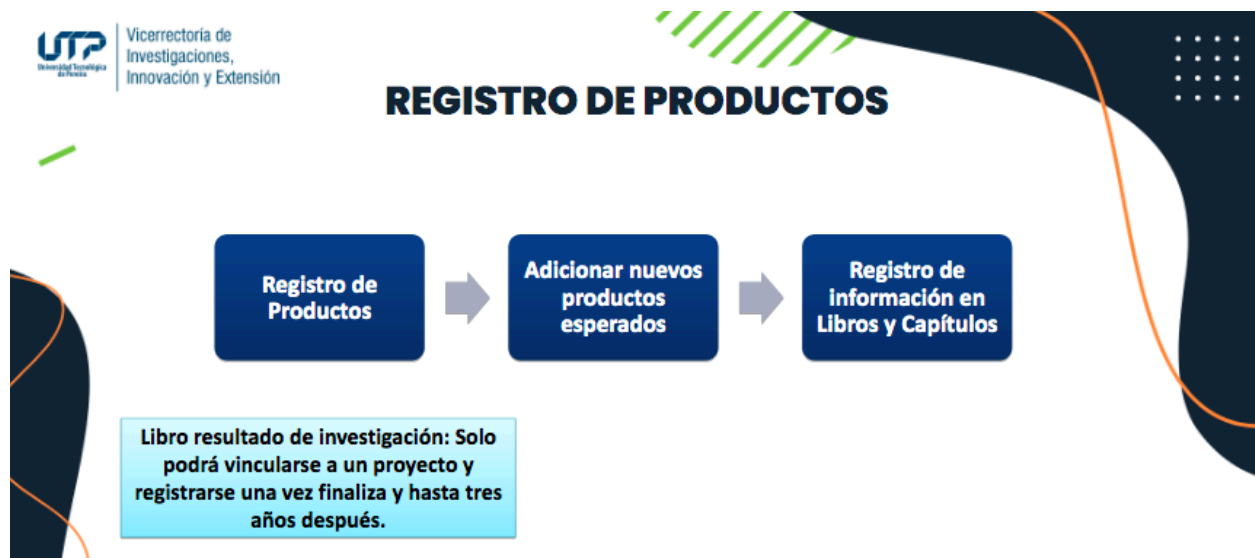 UTP
Universidad Tecnológica
de Pereira
Vicerrectoría de
Investigaciones,
Innovación y Extensión
REGISTRO DE PRODUCTOS
Registro de
Productos
Adicionar nuevos
productos
esperados
Registro de
información en
Libros y Capítulos
Libro resultado de investigación: Solo
podrá vincularse a un proyecto y
registrarse una vez finaliza y hasta tres
años después.